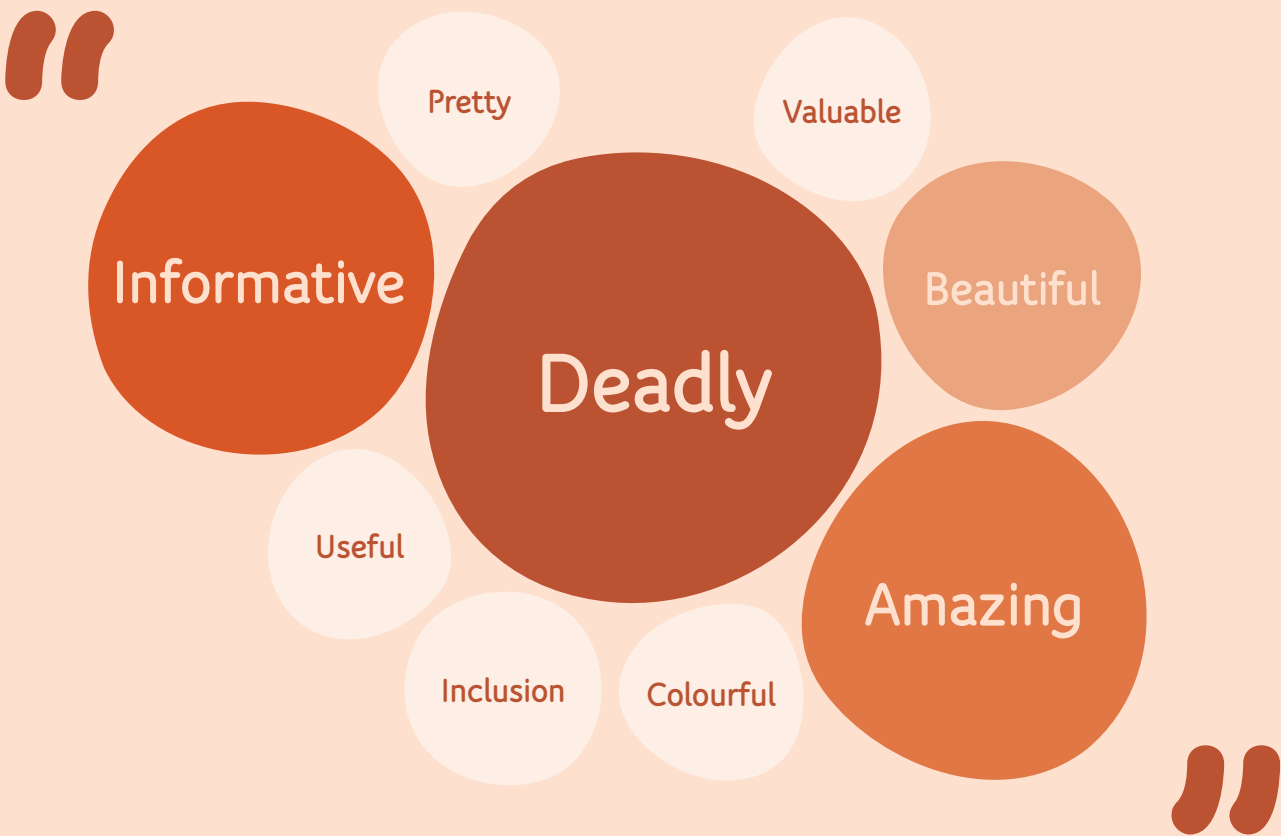 “
Pretty
Valuable
Informative
Beautiful
Deadly
Useful
Amazing
Inclusion
Colourful
”